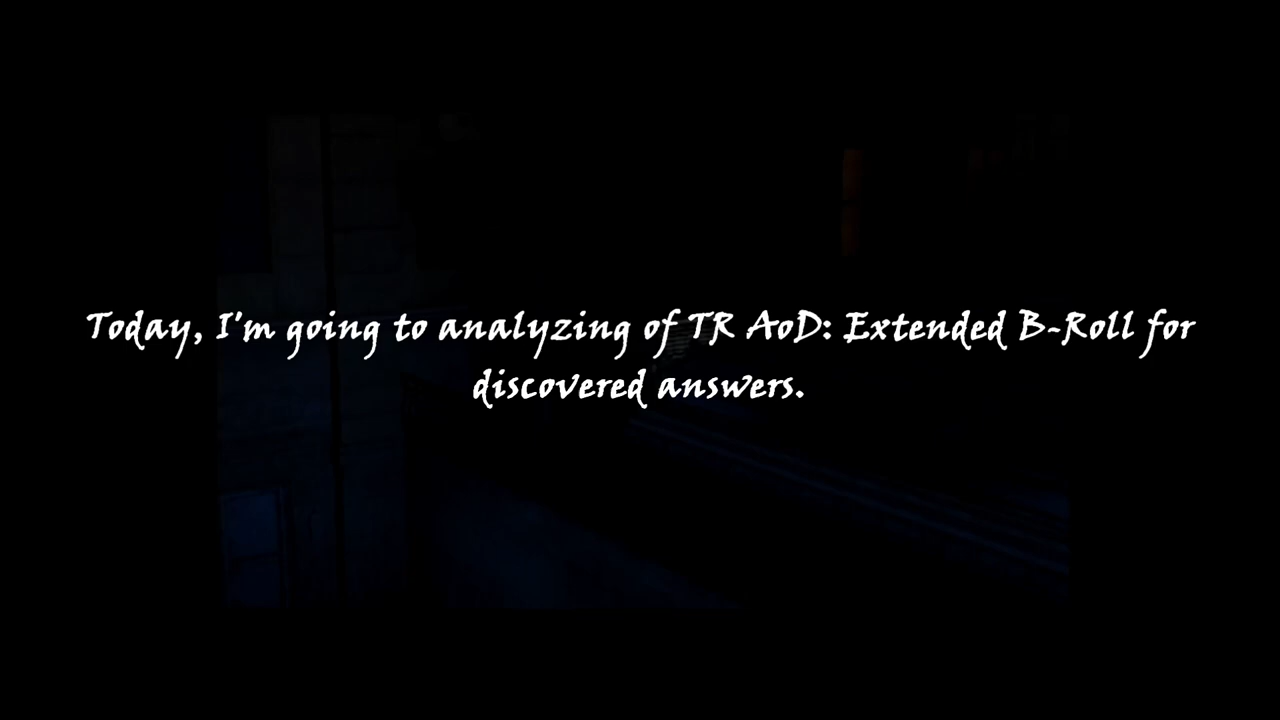 Today, I'm going to analyzing of TR AoD: Extended B-Roll for
discovered answers.